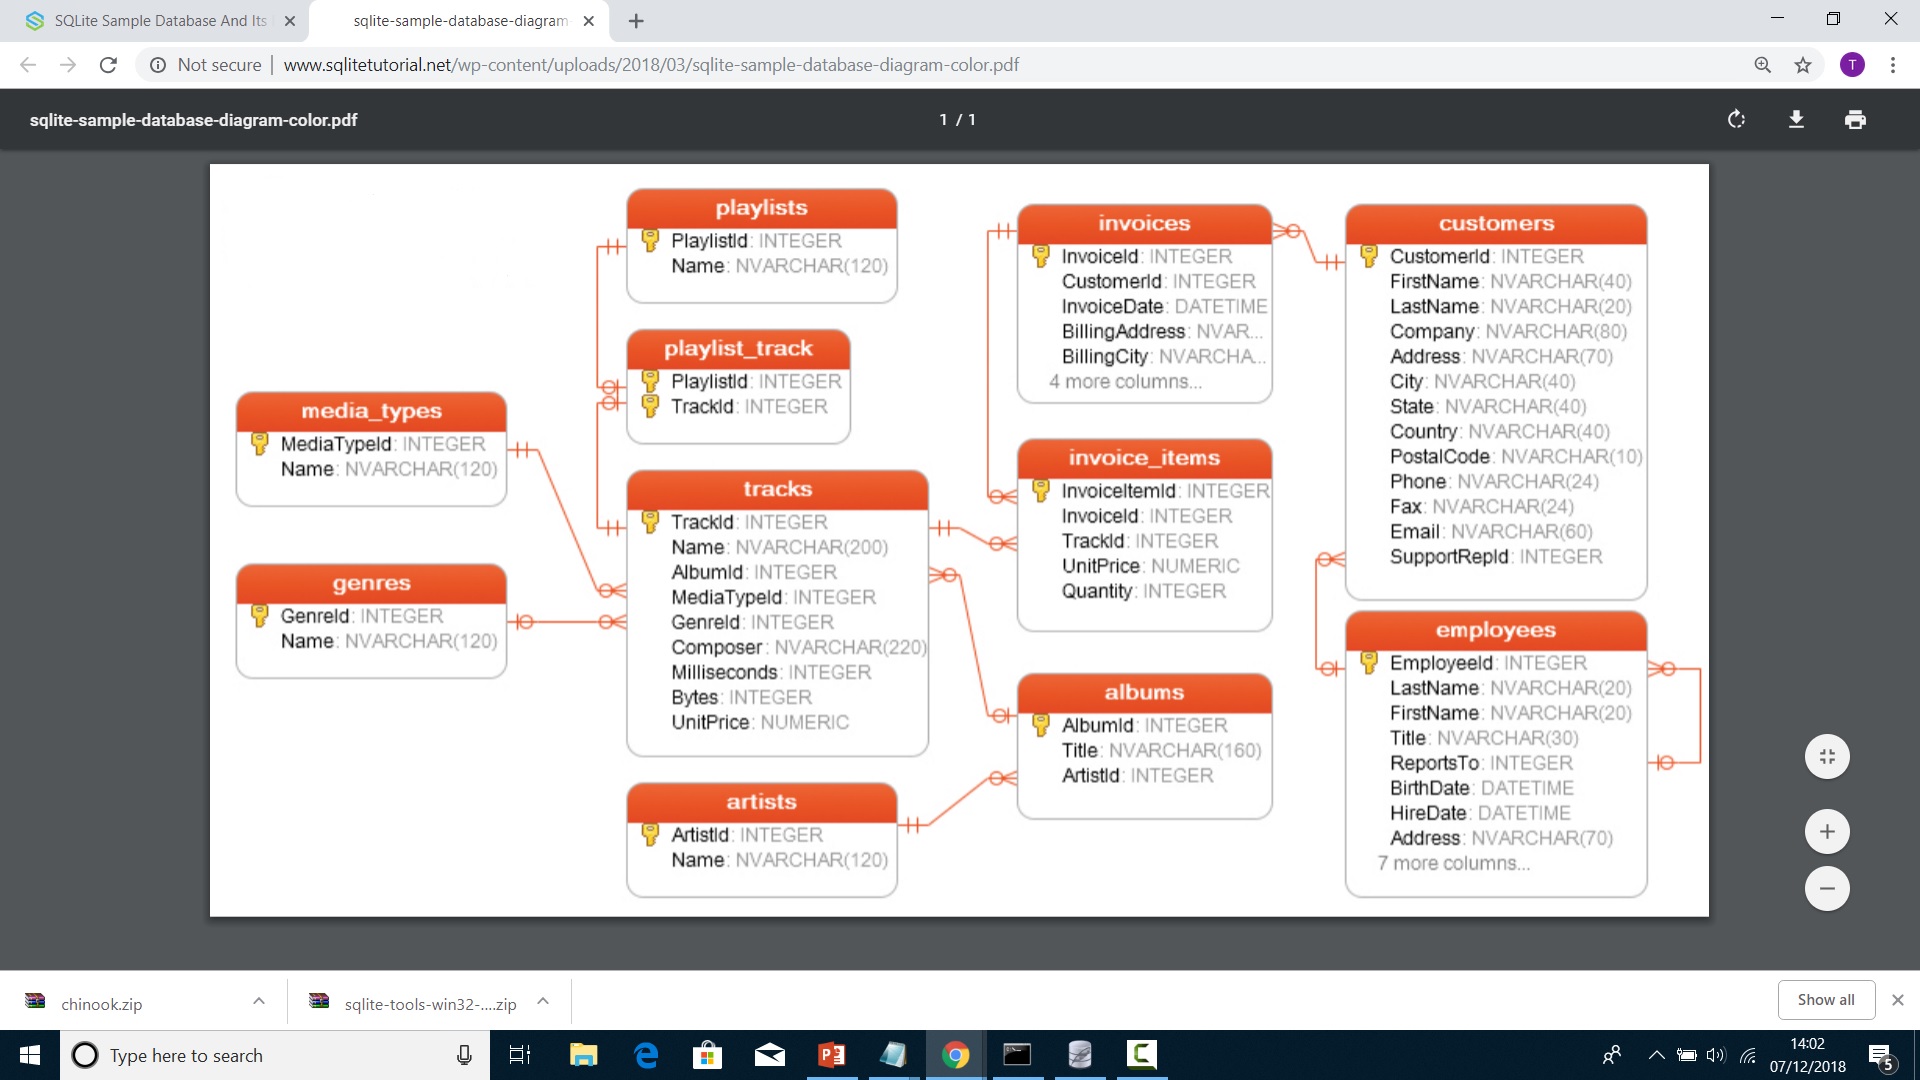 SQLite Sample Database And Its
sqlite-sample-database-diagram
Not secure | www.sqlitetutorial.net/wp-content/uploads/2018/03/sqlite-sample-database-diagram-color.pdf
T
sqlite-sample-database-diagram-color.pdf
1 / 1
playlists
PlaylistId: INTEGER
Name: NVARCHAR(120)
playlist_track
PlaylistId: INTEGER
TrackId: INTEGER
media_types
MediaTypeId: INTEGER
Name: NVARCHAR(120)
genres
GenreId: INTEGER
Name: NVARCHAR(120)
tracks
TrackId: INTEGER
Name: NVARCHAR(200)
AlbumId: INTEGER
MediaTypeId: INTEGER
GenreId: INTEGER
Composer: NVARCHAR(220)
Milliseconds: INTEGER
Bytes: INTEGER
UnitPrice: NUMERIC
artists
ArtistId: INTEGER
Name: NVARCHAR(120)
invoices
InvoiceId: INTEGER
CustomerId: INTEGER
InvoiceDate: DATETIME
BillingAddress: NVAR...
BillingCity: NVARCHA...
4 more columns...
invoice_items
InvoiceItemId: INTEGER
InvoiceId: INTEGER
TrackId: INTEGER
UnitPrice: NUMERIC
Quantity: INTEGER
albums
AlbumId: INTEGER
Title: NVARCHAR(160)
ArtistId: INTEGER
customers
CustomerId: INTEGER
FirstName: NVARCHAR(40)
LastName: NVARCHAR(20)
Company: NVARCHAR(80)
Address: NVARCHAR(70)
City: NVARCHAR(40)
State: NVARCHAR(40)
Country: NVARCHAR(40)
PostalCode: NVARCHAR(10)
Phone: NVARCHAR(24)
Fax: NVARCHAR(24)
Email: NVARCHAR(60)
SupportRepId: INTEGER
employees
EmployeeId: INTEGER
LastName: NVARCHAR(20)
FirstName: NVARCHAR(20)
Title: NVARCHAR(30)
ReportsTo: INTEGER
BirthDate: DATETIME
HireDate: DATETIME
Address: NVARCHAR(70)
7 more columns...
chinook.zip
sqlite-tools-win32-....zip
Show all
Type here to search
14:02
07/12/2018
5